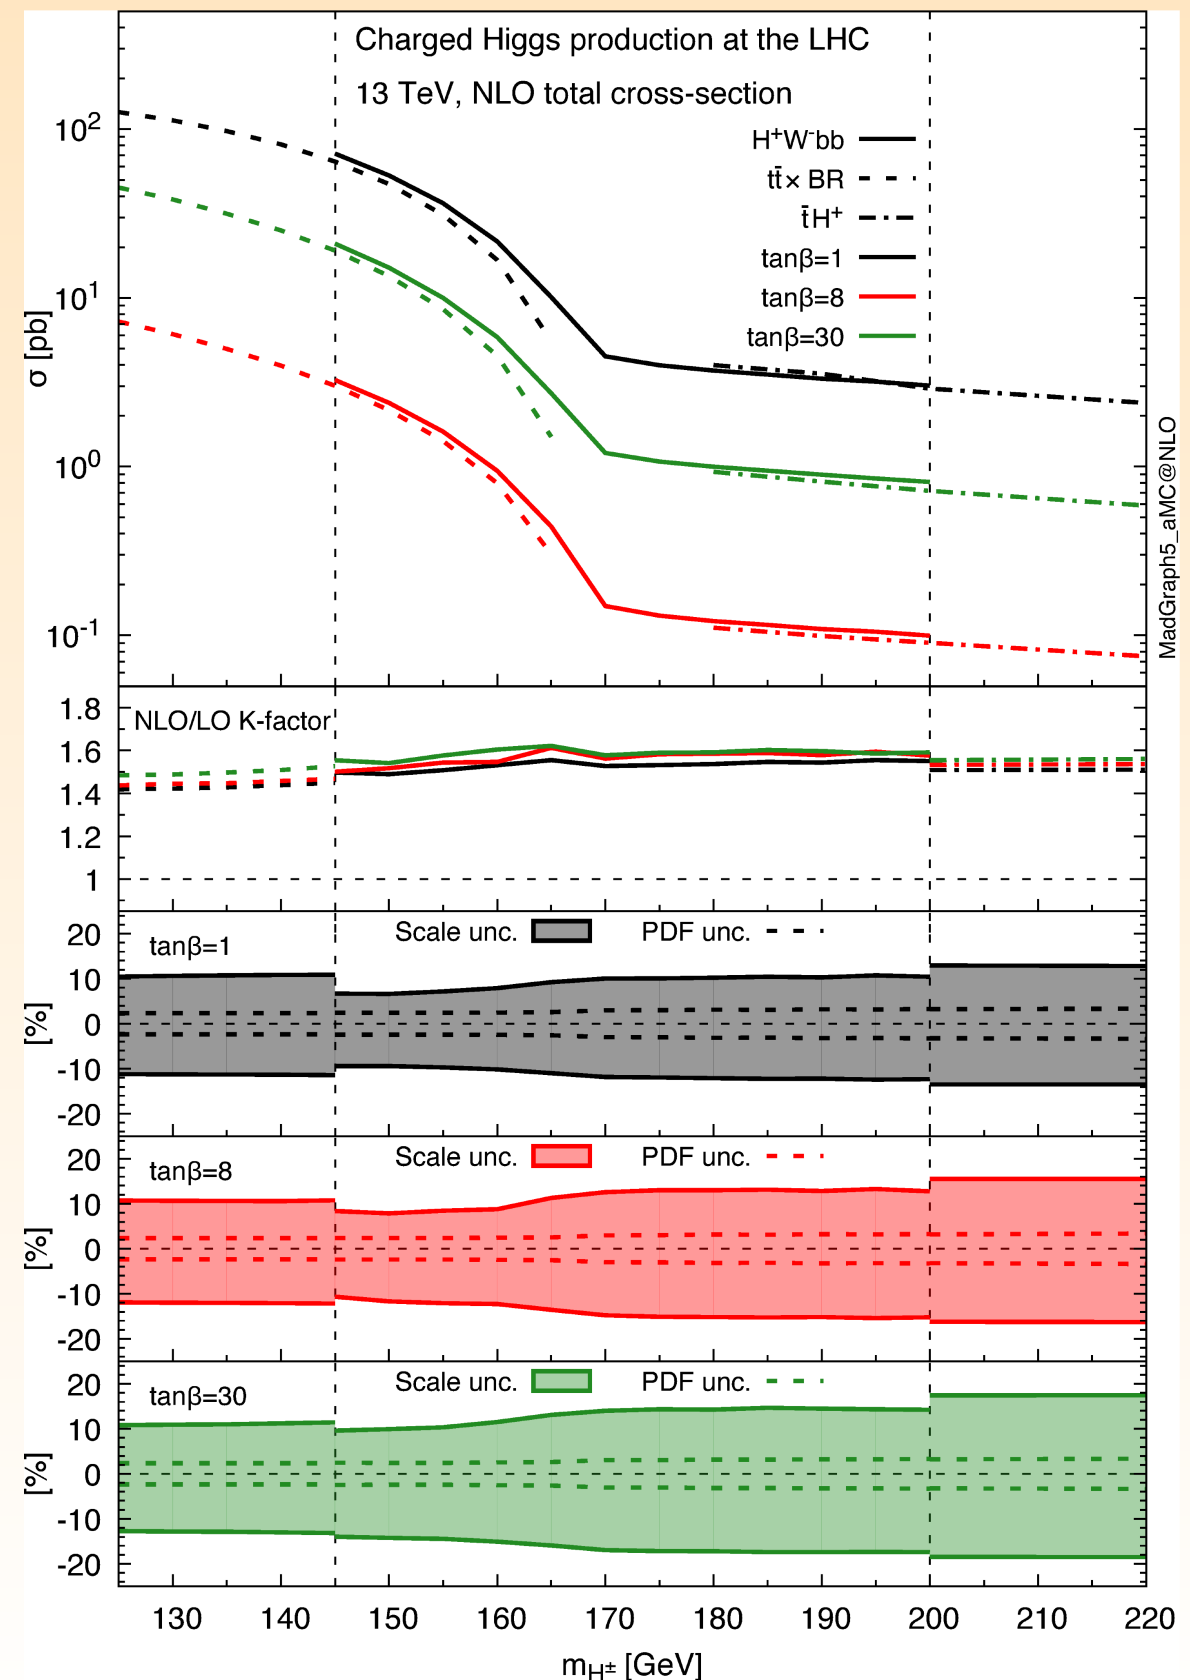 Charged Higgs production at the LHC
13 TeV, NLO total cross-section
H⁺W⁻bb
tt̄ × BR
t̄H⁺
tanβ=1
tanβ=8
tanβ=30
10²
10¹
10⁰
10⁻¹
σ [pb]
MadGraph5_aMC@NLO
NLO/LO K-factor
1.8
1.6
1.4
1.2
1
tanβ=1
Scale unc.
PDF unc.
20
10
0
-10
-20
[%]
tanβ=8
Scale unc.
PDF unc.
20
10
0
-10
-20
[%]
tanβ=30
Scale unc.
PDF unc.
20
10
0
-10
-20
[%]
130 140 150 160 170 180 190 200 210 220
m_H± [GeV]